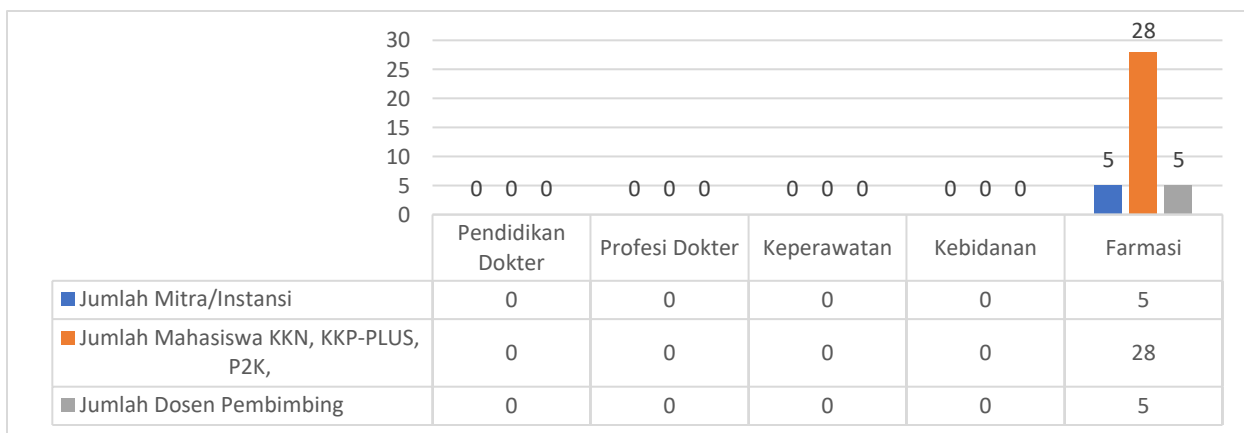 30
25
20
15
10
5
0
0 0 0 0 0 0 0 0 0 0 0 0 5 28 5
Pendidikan
Dokter
Profesi Dokter
Keperawatan
Kebidanan
Farmasi
Jumlah Mitra/Instansi 0 0 0 0 5
Jumlah Mahasiswa KKN, KKP-PLUS,
P2K, 0 0 0 0 28
Jumlah Dosen Pembimbing 0 0 0 0 5